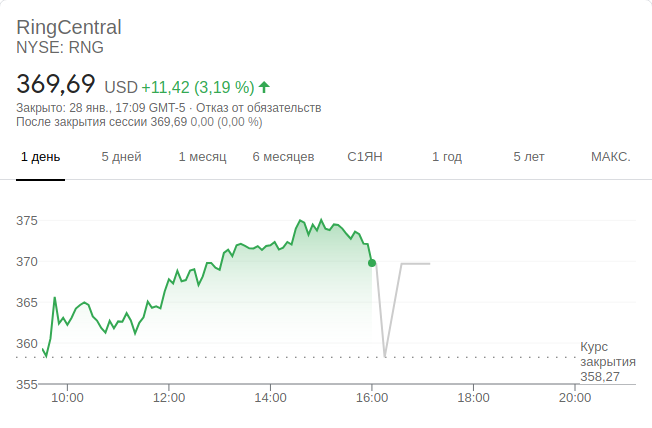 RingCentral
NYSE: RNG
369,69 USD +11,42 (3,19 %)
Закрыто: 28 янв., 17:09 GMT-5 · Отказ от обязательств
После закрытия сессии 369,69 0,00 (0,00 %)
1 день 5 дней 1 месяц 6 месяцев С1ЯН 1 год 5 лет МАКС.
375
370
365
360
Курс
закрытия
358,27
355
10:00 12:00 14:00 16:00 18:00 20:00